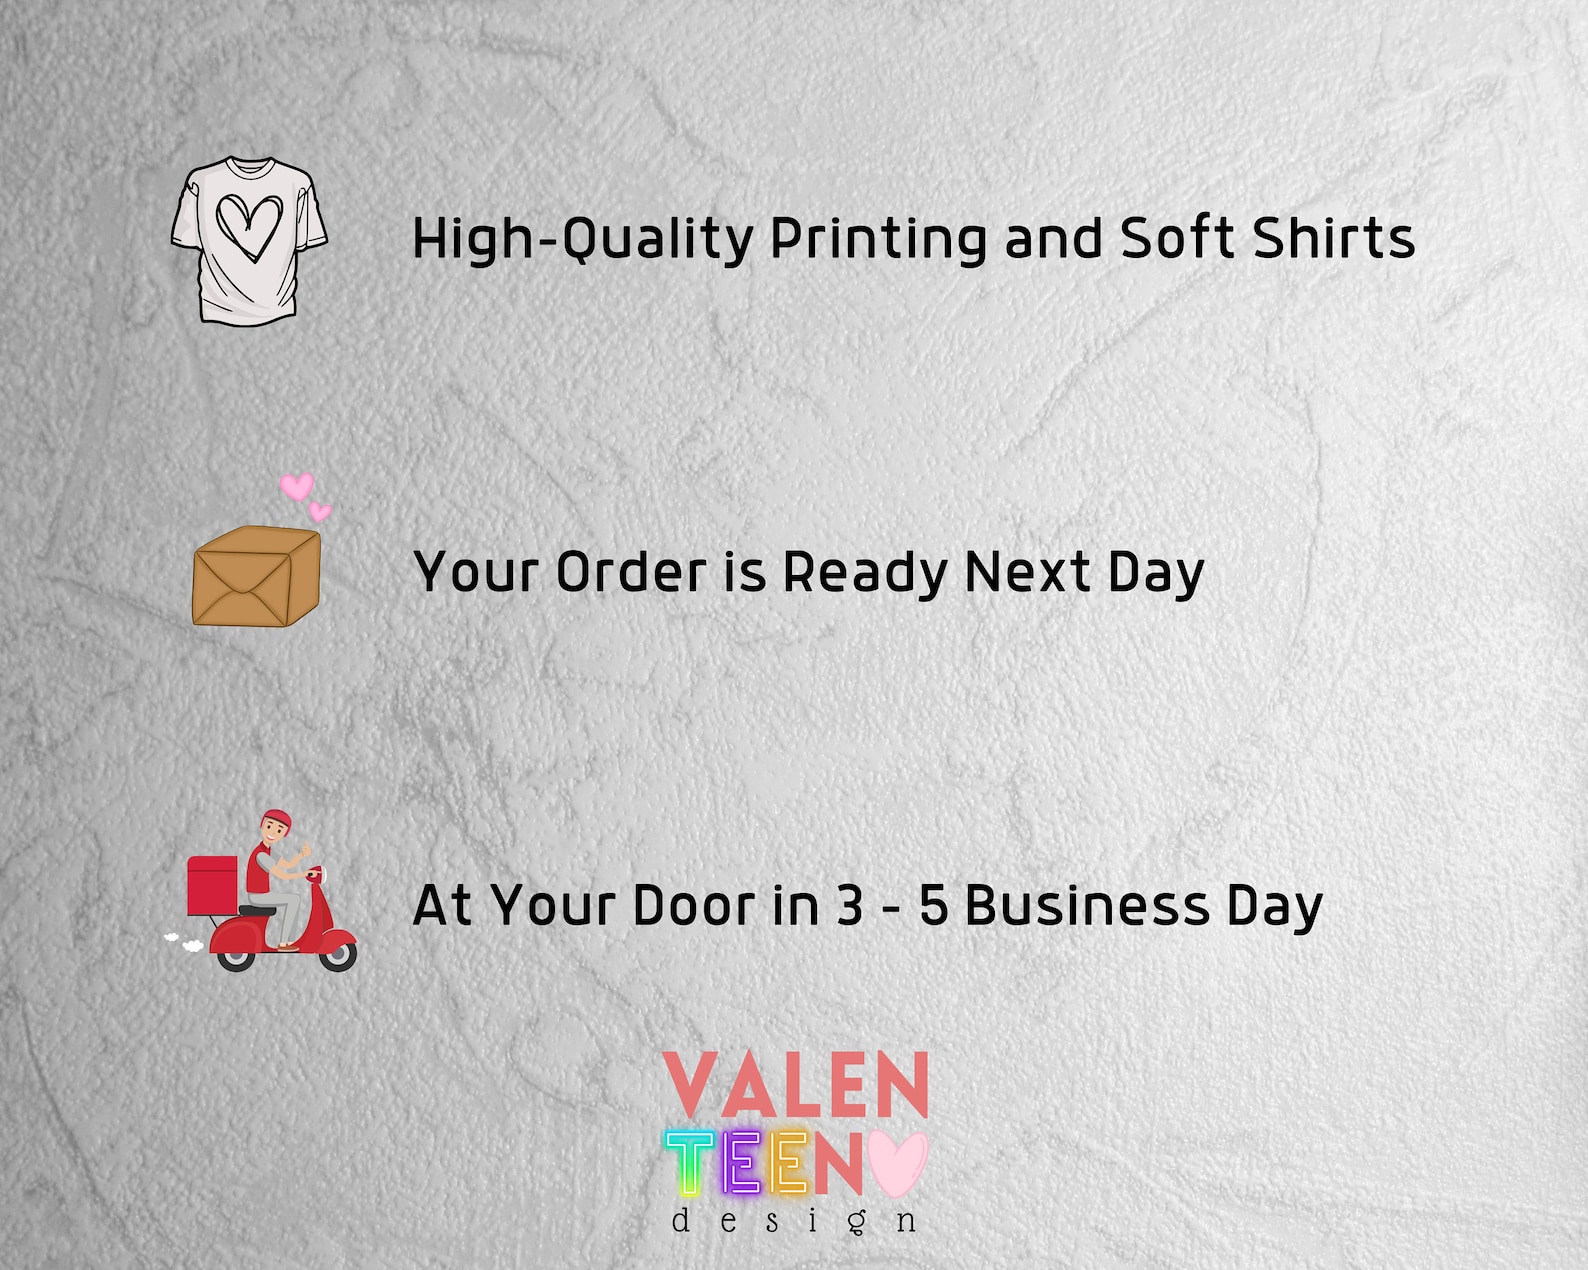 High-Quality Printing and Soft Shirts
Your Order is Ready Next Day
At Your Door in 3 - 5 Business Day
VALEN
TEEN
design